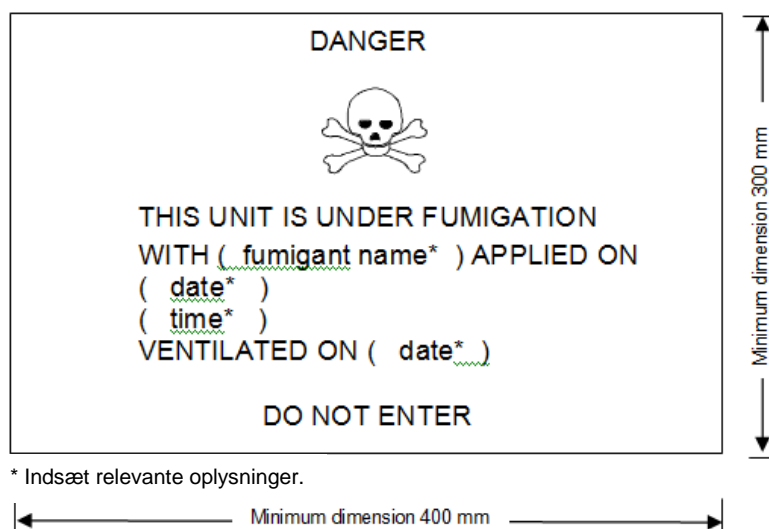 DANGER
THIS UNIT IS UNDER FUMIGATION
WITH ( fumigant name* ) APPLIED ON
( date* )
( time* )
VENTILATED ON ( date* )
DO NOT ENTER
Minimum dimension 300 mm
* Indsæt relevante oplysninger.
Minimum dimension 400 mm